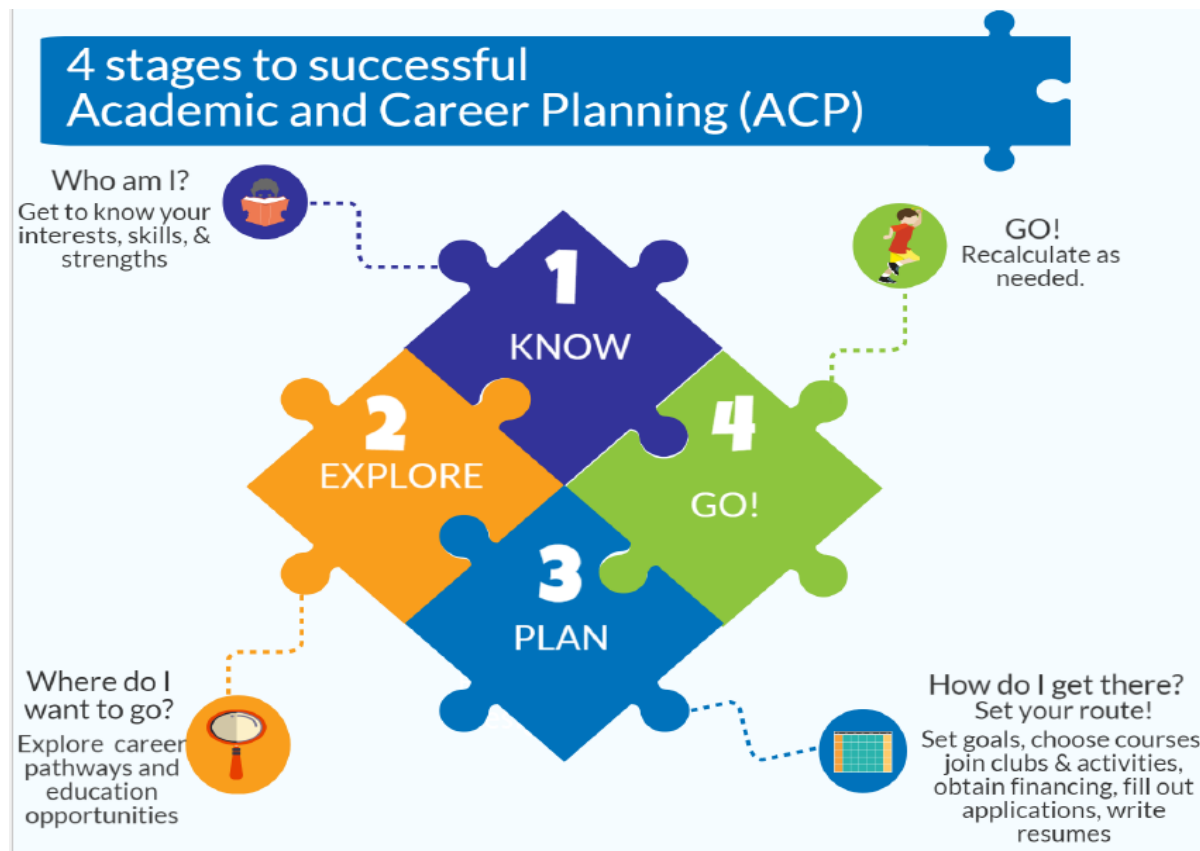 4 stages to successful
Academic and Career Planning (ACP)
Who am I?
Get to know your
interests, skills, &
strengths
1
KNOW
GO!
Recalculate as
needed.
2
EXPLORE
4
GO!
3
PLAN
Where do I
want to go?
Explore career
pathways and
education
opportunities
How do I get there?
Set your route!
Set goals, choose courses
join clubs & activities,
obtain financing, fill out
applications, write
resumes